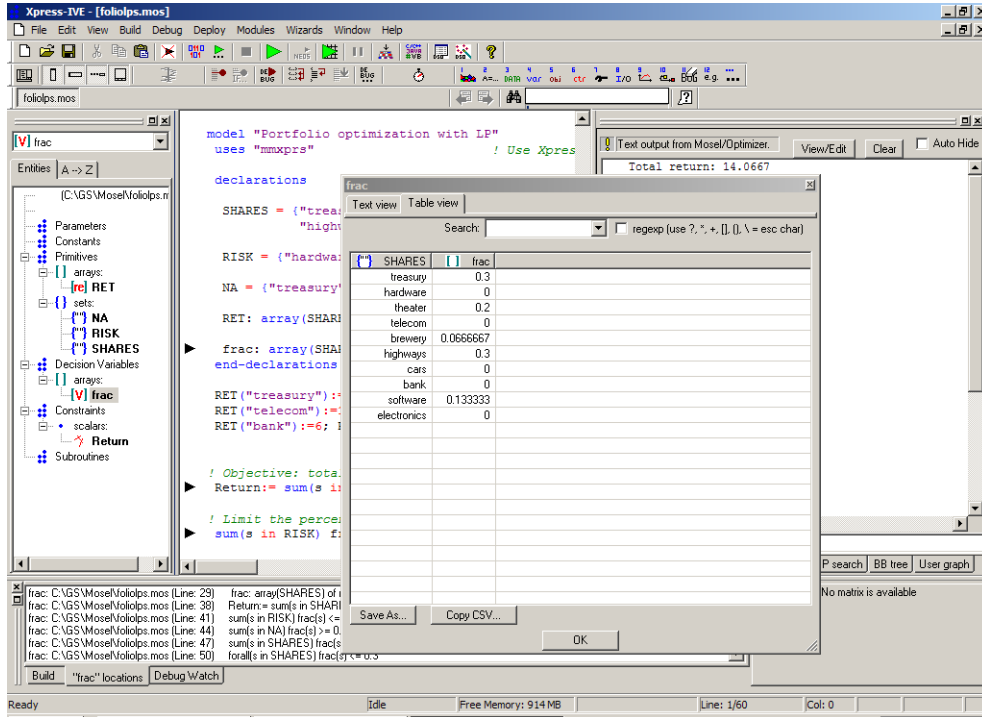 Xpress-IVE - [foliolps.mos]
File Edit View Build Debug Deploy Modules Wizards Window Help
foliolps.mos
frac
Entities A-->Z
(C:\GS\Mosel\foliolps.m
Parameters
Constants
Primitives
arrays:
RET
sets:
NA
RISK
SHARES
Decision Variables
arrays:
frac
Constraints
scalars:
Return
Subroutines
model "Portfolio optimization with LP"
uses "mmxprs" ! Use Xpres
declarations
SHARES = {"treas
"highw
RISK = {"hardwar
NA = {"treasury"
RET: array(SHAR
frac: array(SHA
end-declarations
RET("treasury"):=
RET("telecom"):=
RET("bank"):=6;
! Objective: tota
Return:= sum(s in
! Limit the percen
sum(s in RISK) f
Text output from Mosel/Optimizer. View/Edit Clear Auto Hide
Total return: 14.0667
frac
Text view Table view
Search: regexp (use ?, *, +, [], (), \ = esc char)
SHARES frac
treasury 0.3
hardware 0
theater 0.2
telecom 0
brewery 0.0666667
highways 0.3
cars 0
bank 0
software 0.133333
electronics 0
Save As... Copy CSV...
OK
P search BB tree User graph
No matrix is available
frac: C:\GS\Mosel\foliolps.mos (Line: 29) frac: array(SHARES) of
frac: C:\GS\Mosel\foliolps.mos (Line: 38) Return:= sum(s in SHARI
frac: C:\GS\Mosel\foliolps.mos (Line: 41) sum(s in RISK) frac(s) <=
frac: C:\GS\Mosel\foliolps.mos (Line: 44) sum(s in NA) frac(s) >= 0.
frac: C:\GS\Mosel\foliolps.mos (Line: 47) sum(s in SHARES) frac(s
frac: C:\GS\Mosel\foliolps.mos (Line: 50) forall(s in SHARES) frac(s) <= 0.3
Build "frac" locations Debug Watch
Ready Idle Free Memory: 914 MB Line: 1/60 Col: 0